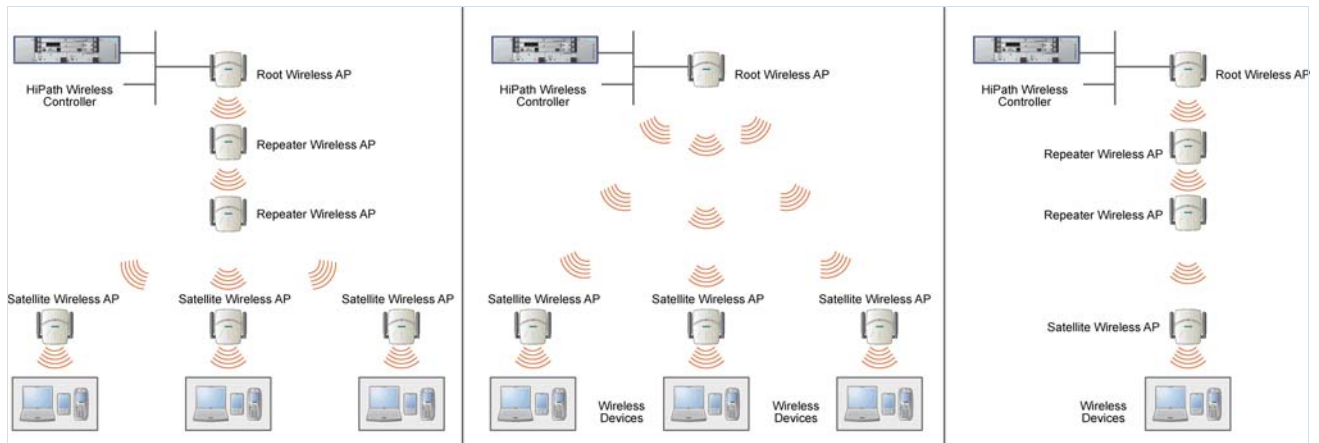 Root Wireless AP
HiPath Wireless
Controller
Repeater Wireless AP
Repeater Wireless AP
Satellite Wireless AP
Satellite Wireless AP
Satellite Wireless AP
Root Wireless AP
HiPath Wireless
Controller
Satellite Wireless AP
Satellite Wireless AP
Satellite Wireless AP
Wireless
Devices
Wireless
Devices
Root Wireless AP
HiPath Wireless
Controller
Repeater Wireless AP
Repeater Wireless AP
Satellite Wireless AP
Wireless
Devices